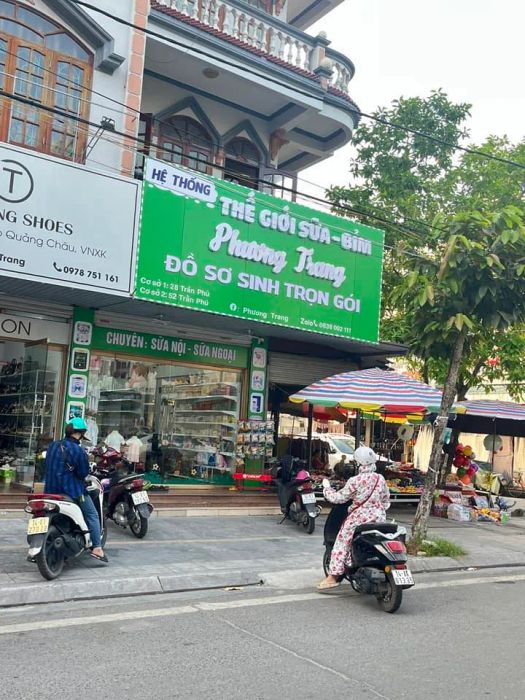 T
NG SHOES
Quảng Châu, VNXK
g Trang
0978 751 161
HỆ THỐNG
THẾ GIỚI SỮA - BỈM
Phương Trang
ĐỒ SƠ SINH TRỌN GÓI
Cơ sở 1: 28 Trần Phú
Cơ sở 2: 52 Trần Phú
Phương Trang
Zalo 0936 002 117
ON
CHUYÊN: SỮA NỘI - SỮA NGOẠI